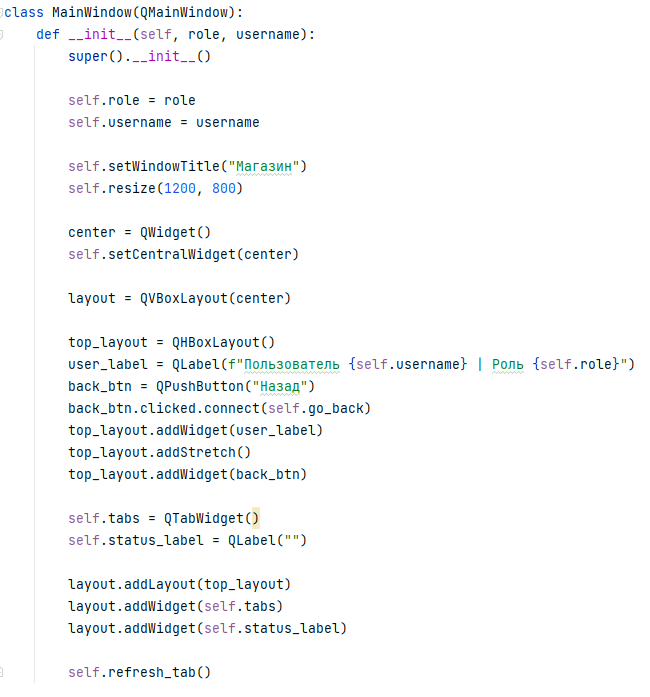 class MainWindow(QMainWindow):
    def __init__(self, role, username):
        super().__init__()
        self.role = role
        self.username = username
        self.setWindowTitle("Магазин")
        self.resize(1200, 800)
        center = QWidget()
        self.setCentralWidget(center)
        layout = QVBoxLayout(center)
        top_layout = QHBoxLayout()
        user_label = QLabel(f"Пользователь {self.username} | Роль {self.role}")
        back_btn = QPushButton("Назад")
        back_btn.clicked.connect(self.go_back)
        top_layout.addWidget(user_label)
        top_layout.addStretch()
        top_layout.addWidget(back_btn)
        self.tabs = QTabWidget()
        self.status_label = QLabel("")
        layout.addLayout(top_layout)
        layout.addWidget(self.tabs)
        layout.addWidget(self.status_label)
        self.refresh_tab()